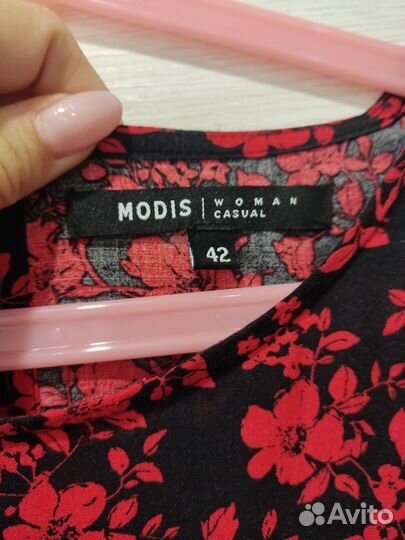 MODIS | WOMAN
CASUAL
42
Avito